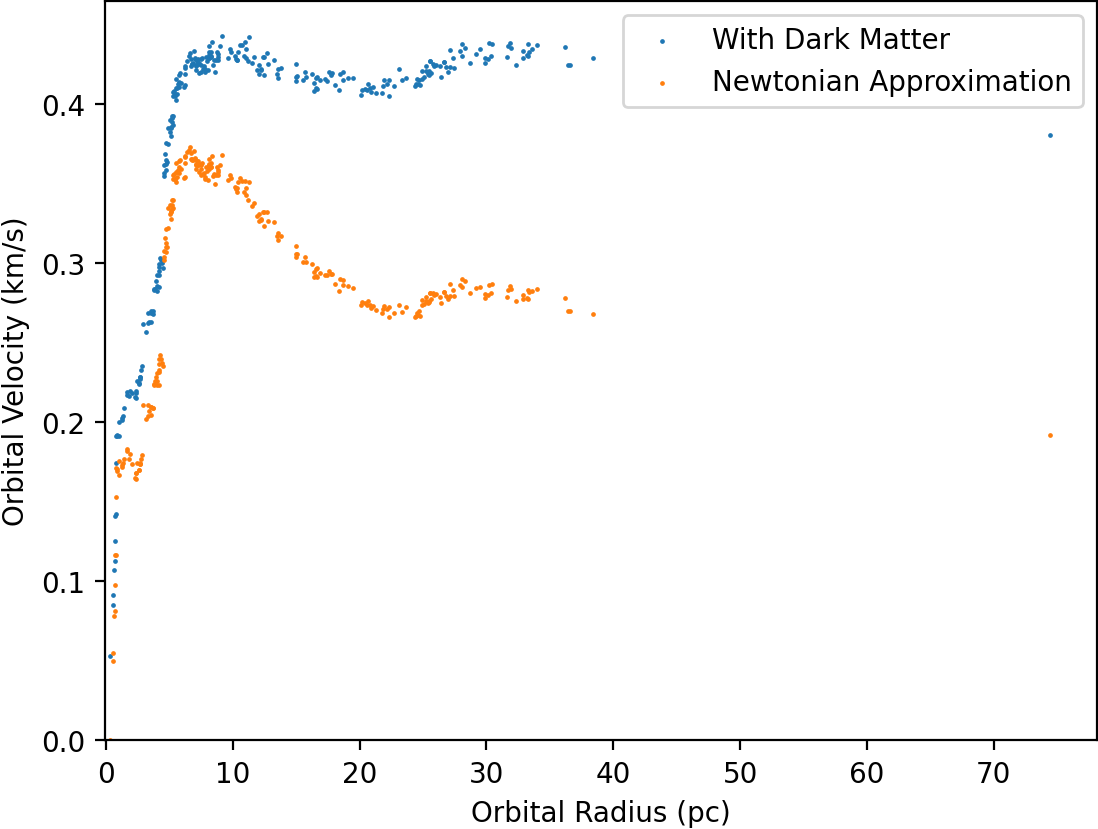 With Dark Matter
Newtonian Approximation
0.4
0.3
0.2
0.1
0.0
Orbital Velocity (km/s)
0 10 20 30 40 50 60 70
Orbital Radius (pc)